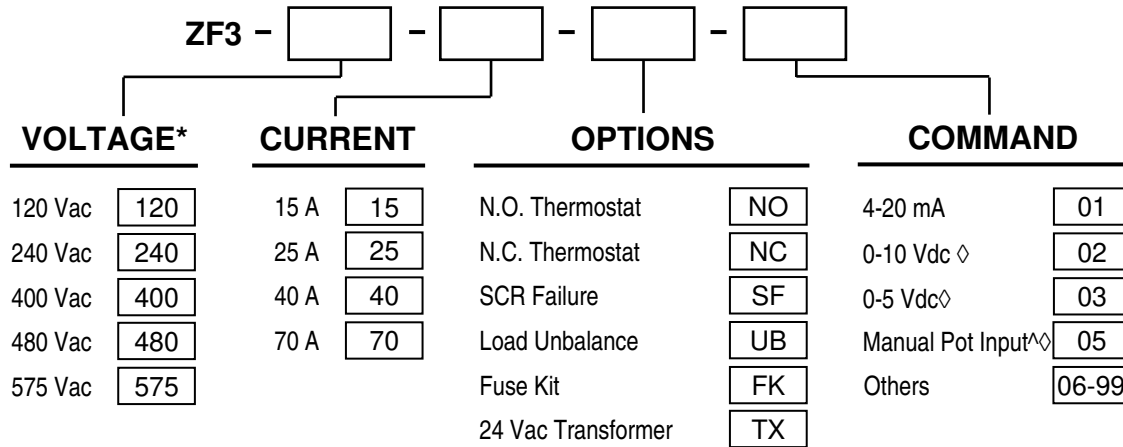 ZF3 - - - -
VOLTAGE* CURRENT OPTIONS COMMAND
120 Vac 120 15 A 15 N.O. Thermostat NO 4-20 mA 01
240 Vac 240 25 A 25 N.C. Thermostat NC 0-10 Vdc ◊ 02
400 Vac 400 40 A 40 SCR Failure SF 0-5 Vdc◊ 03
480 Vac 480 70 A 70 Load Unbalance UB Manual Pot Input^◊ 05
575 Vac 575 Fuse Kit FK Others 06-99
24 Vac Transformer TX